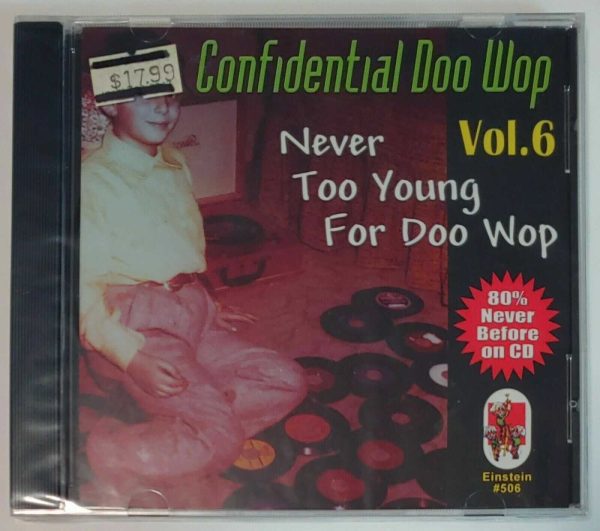 $17.99
Confidential Doo Wop
Vol.6
Never
Too Young
For Doo Wop
80%
Never
Before
on CD
Einstein
#506